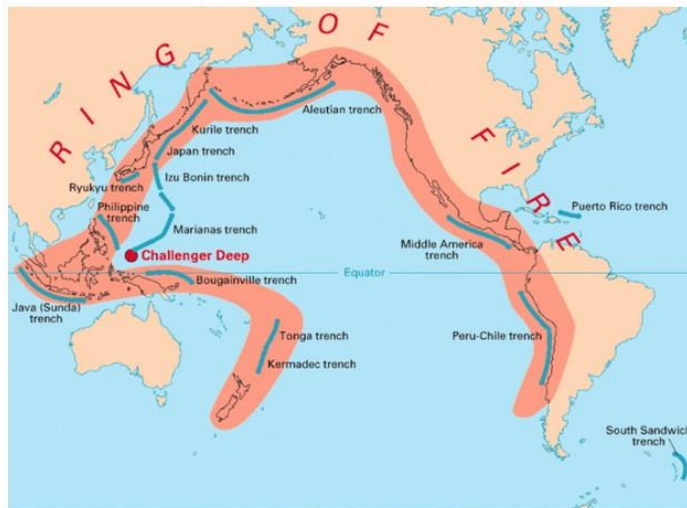 RING OF FIRE
Aleutian trench
Kurile trench
Japan trench
Izu Bonin trench
Ryukyu trench
Philippine
trench
Marianas trench
Challenger Deep
Puerto Rico trench
Middle America
trench
Equator
Bougainville trench
Java (Sunda)
trench
Tonga trench
Kermadec trench
Peru-Chile trench
South Sandwich
trench